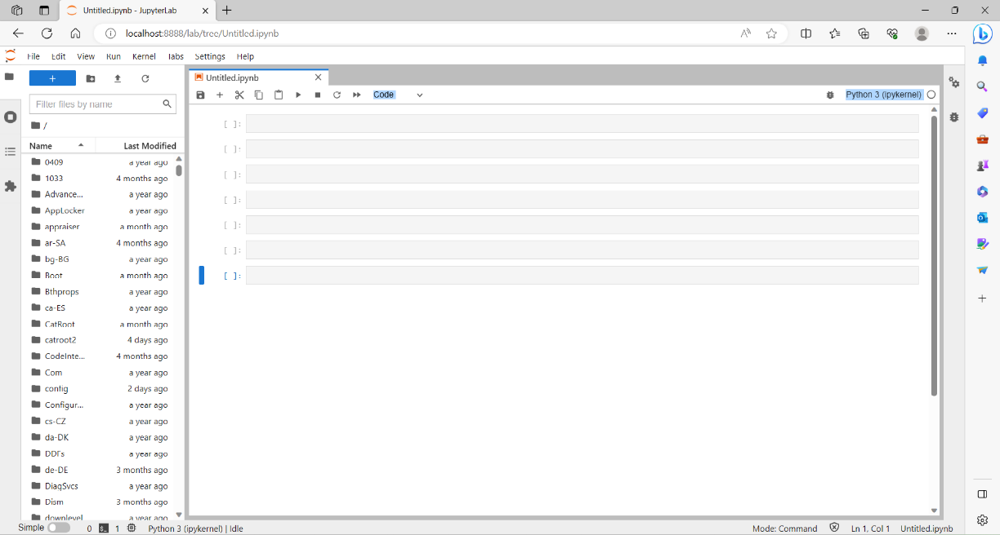 Untitled.ipynb - JupyterLab
localhost:8888/lab/tree/Untitled.ipynb
File Edit View Run Kernel Tabs Settings Help
Untitled.ipynb
Filter files by name
Code
Python 3 (ipykernel)
/
Name Last Modified
0409 a year ago
1033 4 months ago
Advance... a year ago
AppLocker a year ago
appraiser a month ago
ar-SA 4 months ago
bg-BG a year ago
Boot a month ago
Bthprops a year ago
ca-ES a year ago
CatRoot a month ago
catroot2 4 days ago
CodeInte... 4 months ago
Com a year ago
config 2 days ago
Configur... a year ago
cs-CZ a year ago
da-DK a year ago
DDFs a year ago
de-DE 3 months ago
DiagSvcs a year ago
Dism 3 months ago
downlevel a year ago
[ ]:
[ ]:
[ ]:
[ ]:
[ ]:
[ ]:
[ ]:
Simple 0 1 Python 3 (ipykernel) | Idle Mode: Command Ln 1, Col 1 Untitled.ipynb